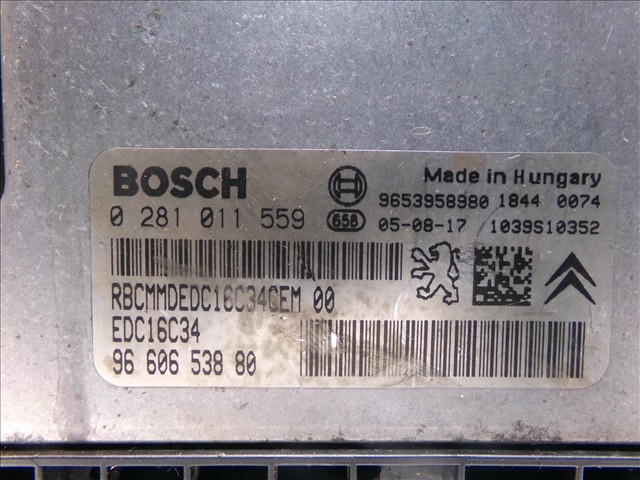 BOSCH
Made in Hungary
9653958980 1844 0074
0 281 011 559 658 05-08-17 1039S10352
RBCMMDEDC16C34GEM 00
EDC16C34
96 606 538 80